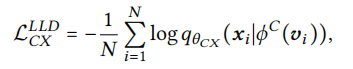 $\mathcal{L}_{CX}^{LLD} = -\frac{1}{N} \sum_{i=1}^{N} \log q_{\theta_{CX}}(\boldsymbol{x}_i | \phi^C(\boldsymbol{v}_i)),$